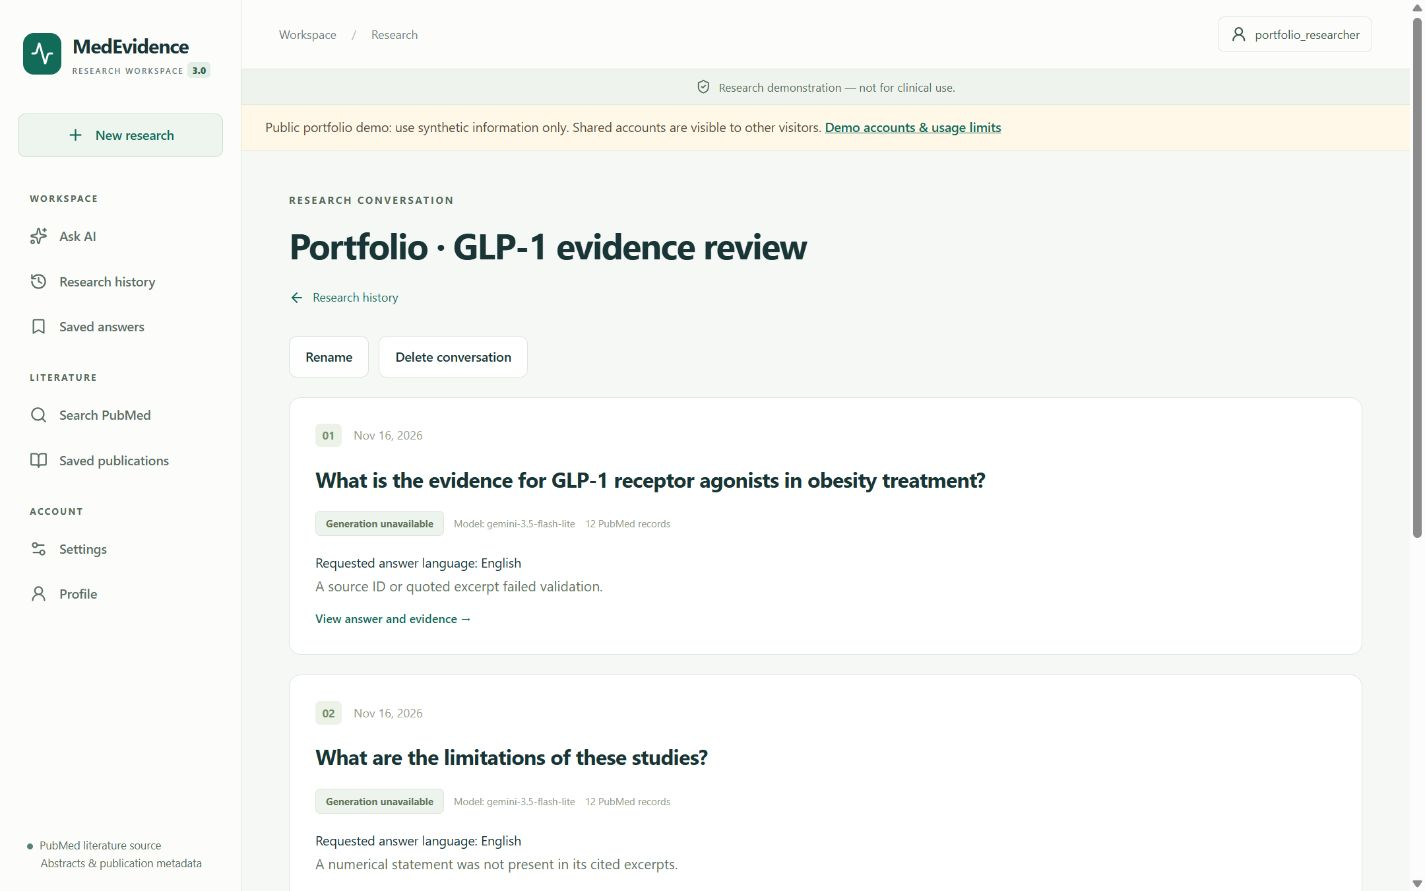 MedEvidence
RESEARCH WORKSPACE 3.0
New research
WORKSPACE
Ask AI
Research history
Saved answers
LITERATURE
Search PubMed
Saved publications
ACCOUNT
Settings
Profile
PubMed literature source
Abstracts & publication metadata
Workspace / Research
portfolio_researcher
Research demonstration — not for clinical use.
Public portfolio demo: use synthetic information only. Shared accounts are visible to other visitors. Demo accounts & usage limits
RESEARCH CONVERSATION
Portfolio · GLP-1 evidence review
← Research history
Rename Delete conversation
01 Nov 16, 2026
What is the evidence for GLP-1 receptor agonists in obesity treatment?
Generation unavailable Model: gemini-3.5-flash-lite 12 PubMed records
Requested answer language: English
A source ID or quoted excerpt failed validation.
View answer and evidence →
02 Nov 16, 2026
What are the limitations of these studies?
Generation unavailable Model: gemini-3.5-flash-lite 12 PubMed records
Requested answer language: English
A numerical statement was not present in its cited excerpts.